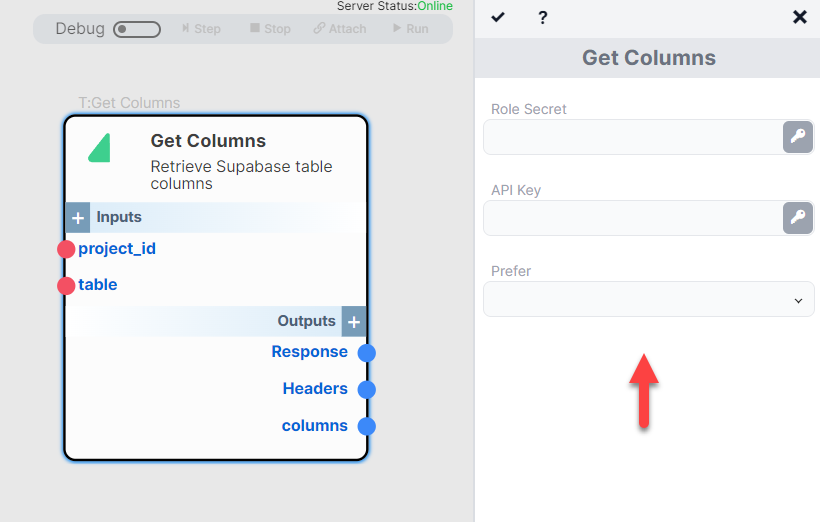 Server Status:Online
Debug Step Stop Attach Run
T:Get Columns
Get Columns
Retrieve Supabase table
columns
+ Inputs
project_id
table
Outputs +
Response
Headers
columns
?
Get Columns
Role Secret
API Key
Prefer